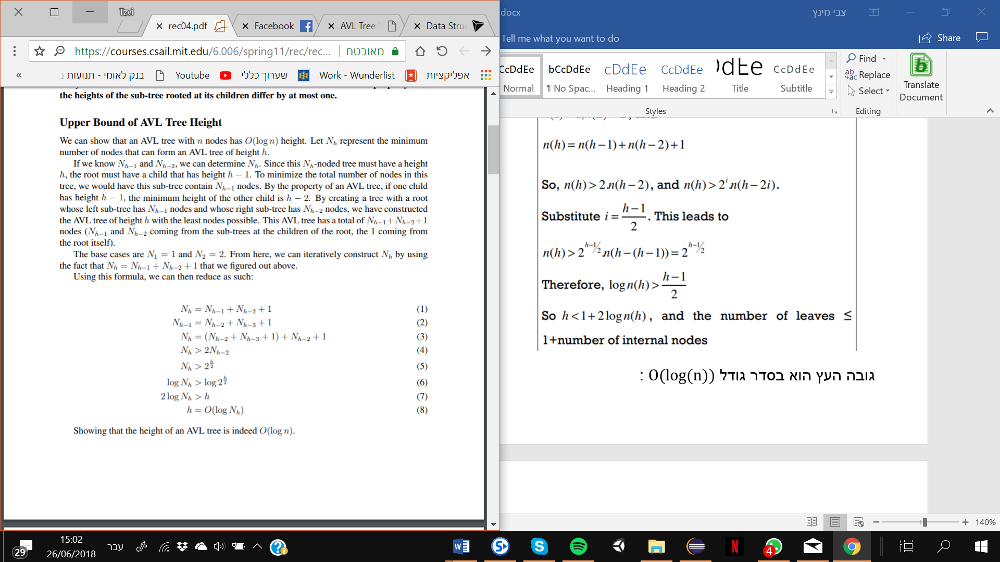 Tzvi
rec04.pdf
Facebook
AVL Tree
Data Stru
https://courses.csail.mit.edu/6.006/spring11/rec/rec...
מאובטח
«
בנק לאומי - תנועות ב
Youtube
שערוך כללי
Work - Wunderlist
אפליקציות
the heights of the sub-tree rooted at its children differ by at most one.
Upper Bound of AVL Tree Height
We can show that an AVL tree with n nodes has O(log n) height. Let N_h represent the minimum
number of nodes that can form an AVL tree of height h.
If we know N_{h−1} and N_{h−2}, we can determine N_h. Since this N_h-noded tree must have a height
h, the root must have a child that has height h − 1. To minimize the total number of nodes in this
tree, we would have this sub-tree contain N_{h−1} nodes. By the property of an AVL tree, if one child
has height h − 1, the minimum height of the other child is h − 2. By creating a tree with a root
whose left sub-tree has N_{h−1} nodes and whose right sub-tree has N_{h−2} nodes, we have constructed
the AVL tree of height h with the least nodes possible. This AVL tree has a total of N_{h−1}+N_{h−2}+1
nodes (N_{h−1} and N_{h−2} coming from the sub-trees at the children of the root, the 1 coming from
the root itself).
The base cases are N_1 = 1 and N_2 = 2. From here, we can iteratively construct N_h by using
the fact that N_h = N_{h−1} + N_{h−2} + 1 that we figured out above.
Using this formula, we can then reduce as such:
N_h = N_{h−1} + N_{h−2} + 1 (1)
N_{h−1} = N_{h−2} + N_{h−3} + 1 (2)
N_h = (N_{h−2} + N_{h−3} + 1) + N_{h−2} + 1 (3)
N_h > 2N_{h−2} (4)
N_h > 2^{h/2} (5)
log N_h > log 2^{h/2} (6)
2 log N_h > h (7)
h = O(log N_h) (8)
Showing that the height of an AVL tree is indeed O(log n).
docx
צבי מינץ
Tell me what you want to do
Share
CcDdEe
bCcDdEe
cDdEe
CcDdEe
DdEe
CcDdEe
Normal
¶ No Spac...
Heading 1
Heading 2
Title
Subtitle
Styles
Find
Replace
Select
Editing
Translate
Document
n(h) = n(h−1)+n(h−2)+1
So, n(h) > 2.n(h−2), and n(h) > 2^i.n(h−2i).
Substitute i = (h−1)/2. This leads to
n(h) > 2^{h−1/2}.n(h−(h−1)) = 2^{h−1/2}
Therefore, log n(h) > (h−1)/2
So h < 1+2 log n(h), and the number of leaves ≤
1+number of internal nodes
גובה העץ הוא בסדר גודל O(log(n)) :
140%
29
15:02
26/06/2018
עבר
4